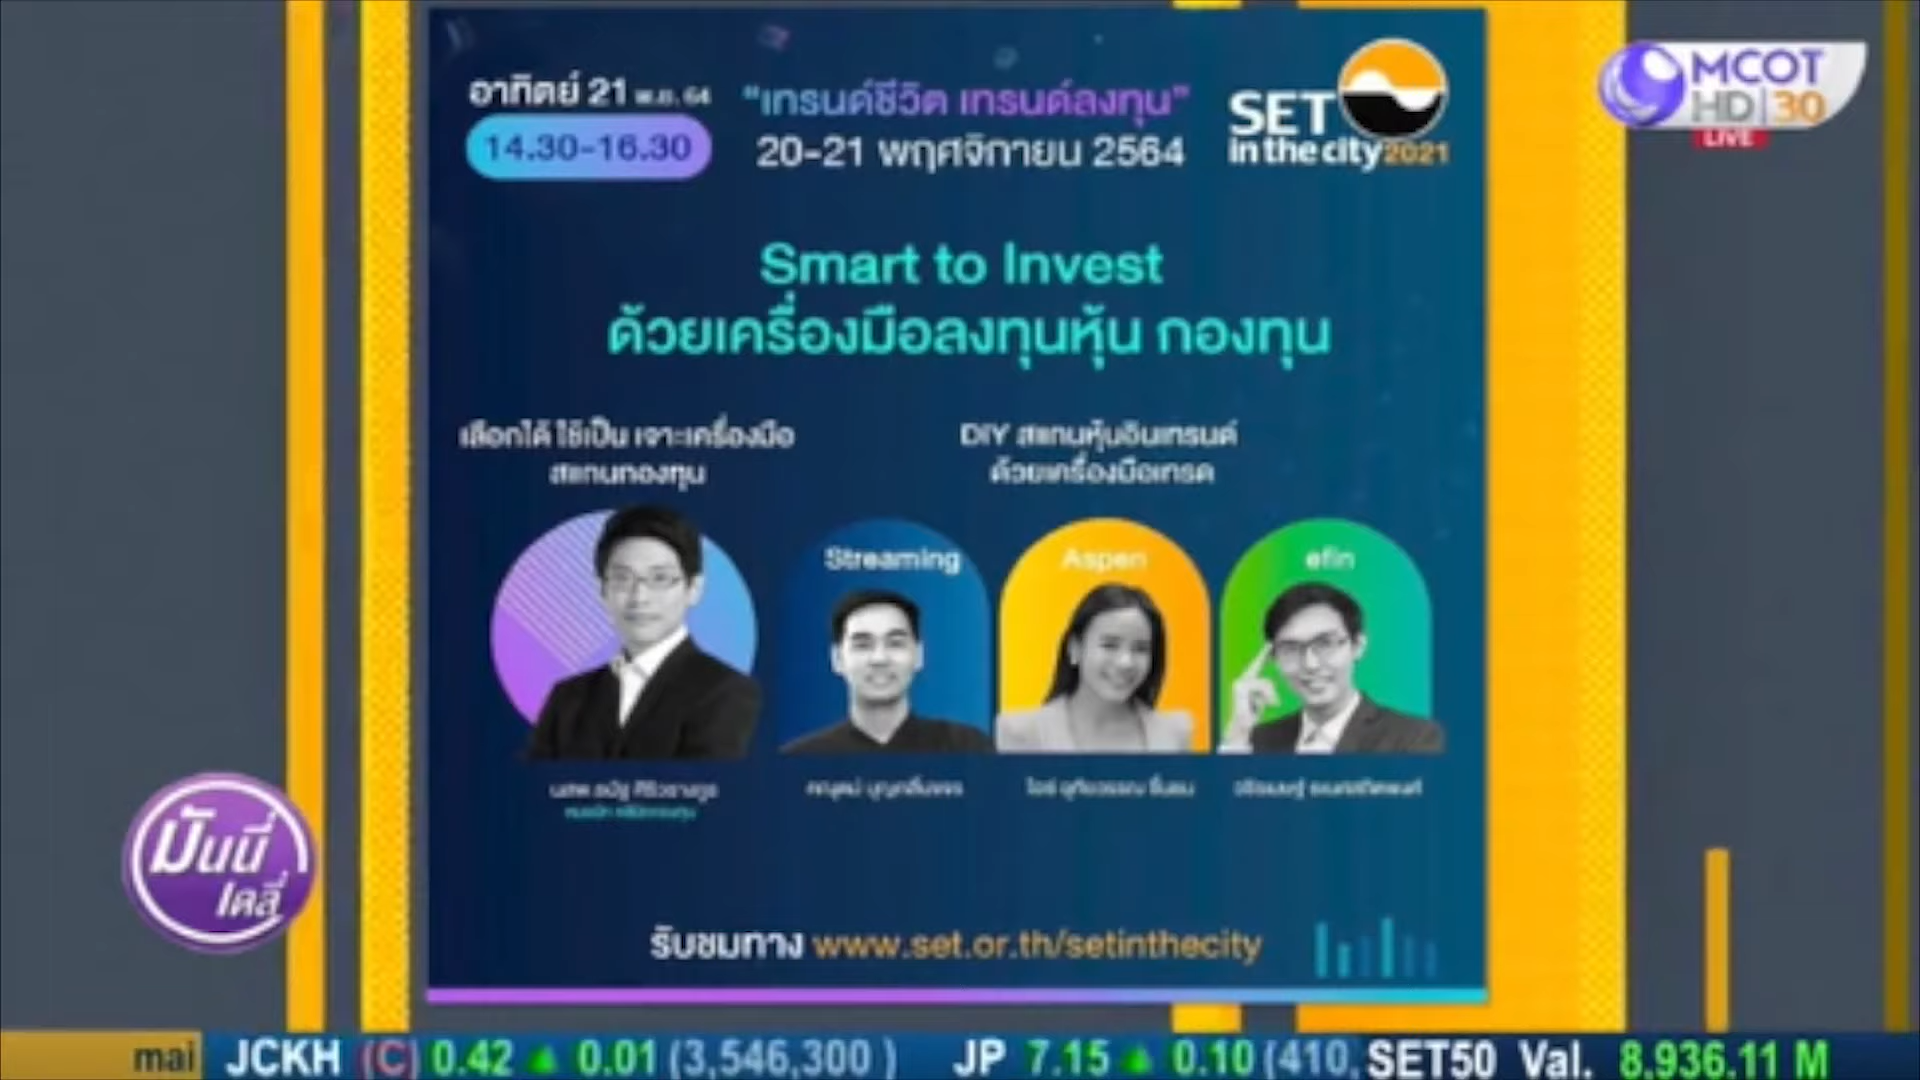 อาทิตย์ 21 พ.ย. 64
14.30-16.30
"เทรนด์ชีวิต เทรนด์ลงทุน"
20-21 พฤศจิกายน 2564
SET
in the city 2021
MCOT
HD 30
LIVE
Smart to Invest
ด้วยเครื่องมือลงทุนหุ้น กองทุน
เลือกได้ ใช้เป็น เจาะเครื่องมือ
สแกนกองทุน
DIY สแกนหุ้นอินเทรนด์
ด้วยเครื่องมือเทรด
Streaming
Aspen
efin
มันนี่
เดลี่
รับชมทาง www.set.or.th/setinthecity
mai JCKH (C) 0.42 0.01 (3,546,300 ) JP 7.15 0.10 (410, SET50 Val. 8,936.11 M